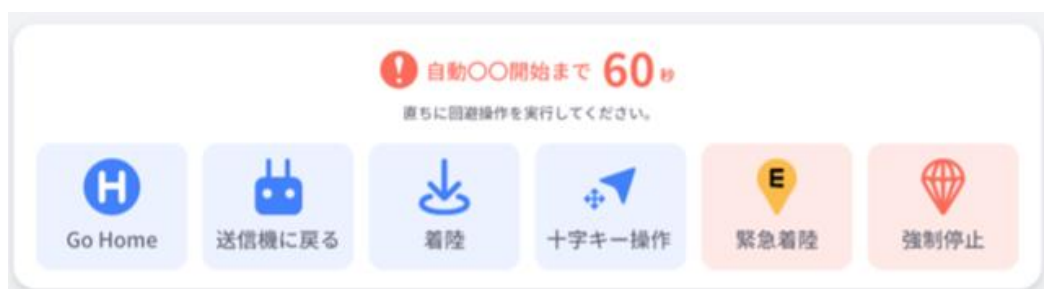 自動〇〇開始まで 60 秒
直ちに回避操作を実行してください。
H
E
Go Home
送信機に戻る
着陸
十字キー操作
緊急着陸
強制停止